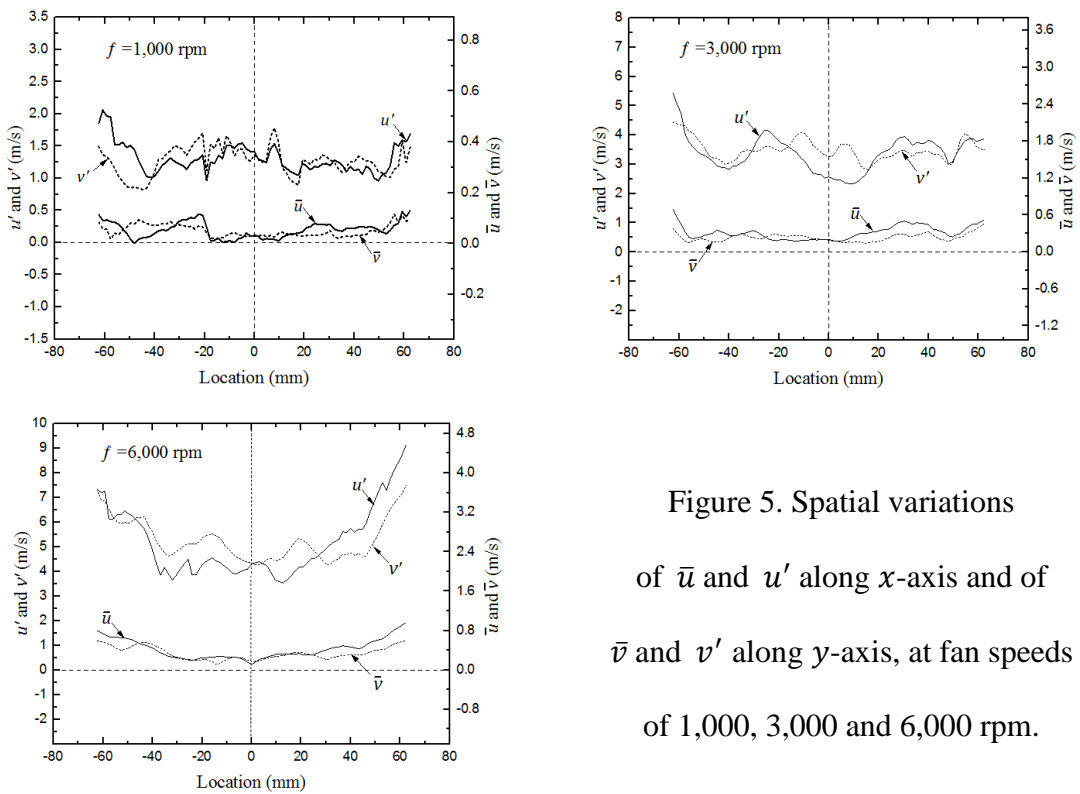 f =1,000 rpm
3.5
3.0
2.5
2.0
1.5
1.0
0.5
0.0
-0.5
-1.0
-1.5
u′ and v′ (m/s)
0.8
0.6
0.4
0.2
0.0
-0.2
ū and v̄ (m/s)
u′
v′
ū
v̄
-80 -60 -40 -20 0 20 40 60 80
Location (mm)
f =3,000 rpm
8
7
6
5
4
3
2
1
0
-1
-2
u′ and v′ (m/s)
3.6
3.0
2.4
1.8
1.2
0.6
0.0
-0.6
-1.2
ū and v̄ (m/s)
u′
v′
ū
v̄
-80 -60 -40 -20 0 20 40 60 80
Location (mm)
f =6,000 rpm
10
9
8
7
6
5
4
3
2
1
0
-1
-2
u′ and v′ (m/s)
4.8
4.0
3.2
2.4
1.6
0.8
0.0
-0.8
ū and v̄ (m/s)
u′
v′
ū
v̄
-80 -60 -40 -20 0 20 40 60 80
Location (mm)
Figure 5. Spatial variations
of ū and u′ along x-axis and of
v̄ and v′ along y-axis, at fan speeds
of 1,000, 3,000 and 6,000 rpm.